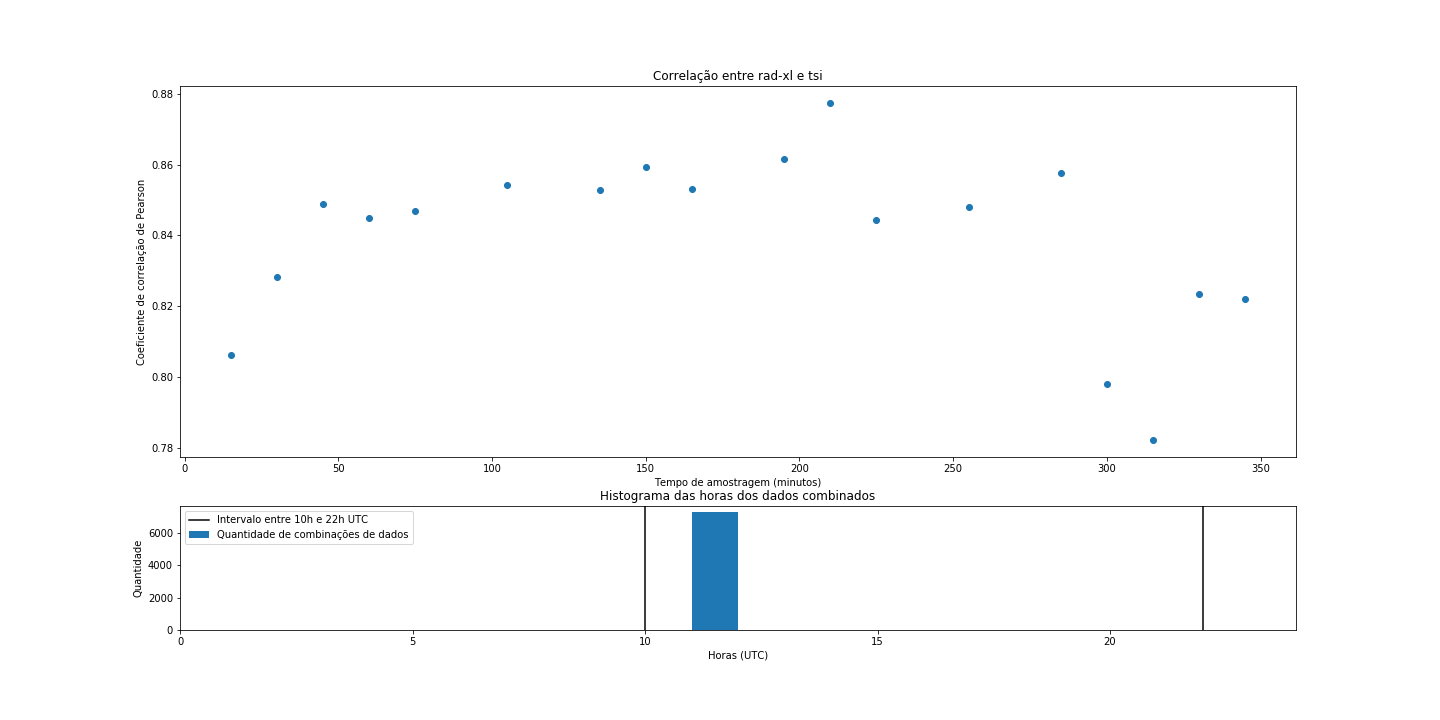 Correlação entre rad-xl e tsi
0.88
0.86
0.84
0.82
0.80
0.78
Coeficiente de correlação de Pearson
0 50 100 150 200 250 300 350
Tempo de amostragem (minutos)
Histograma das horas dos dados combinados
Intervalo entre 10h e 22h UTC
Quantidade de combinações de dados
6000
4000
2000
0
Quantidade
0 5 10 15 20
Horas (UTC)